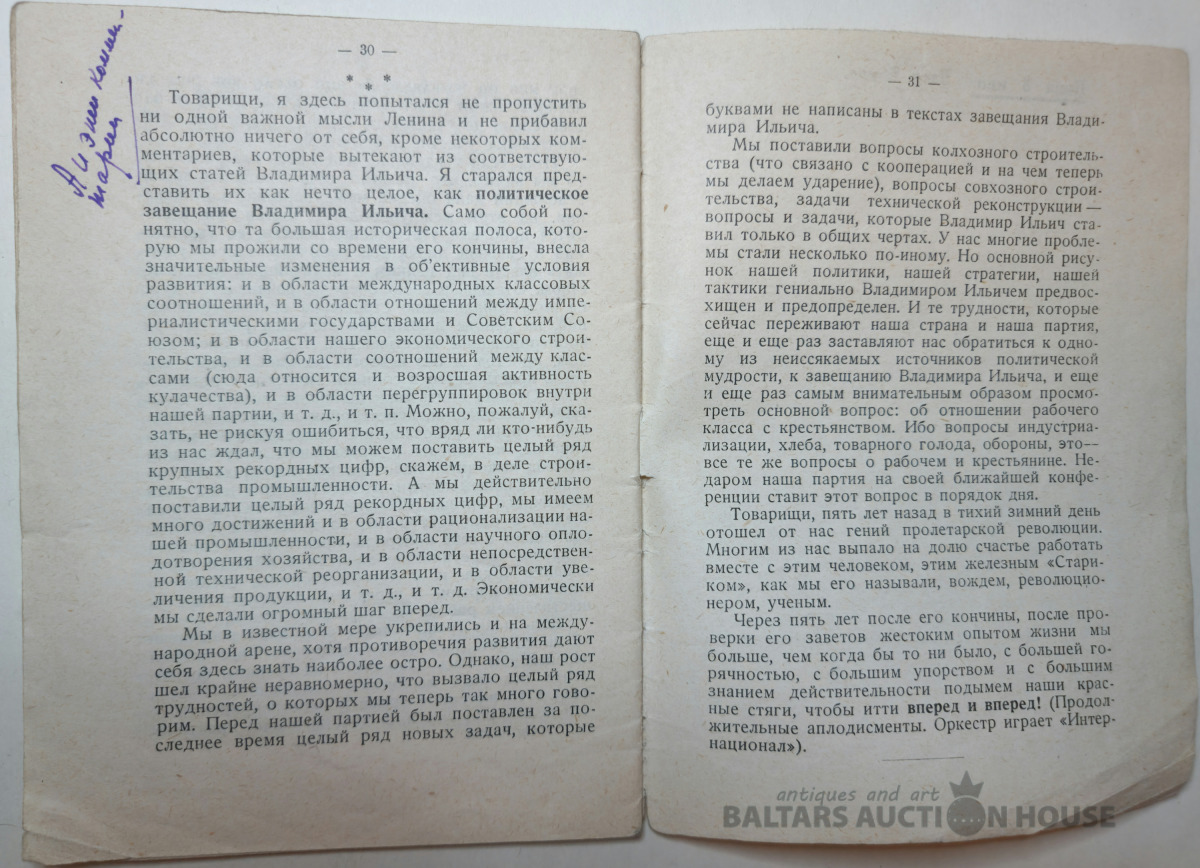 А и эти коммен-
тарии
— 30 —
* * *
Товарищи, я здесь попытался не пропустить
ни одной важной мысли Ленина и не прибавил
абсолютно ничего от себя, кроме некоторых ком-
ментариев, которые вытекают из соответствую-
щих статей Владимира Ильича. Я старался пред-
ставить их как нечто целое, как политическое
завещание Владимира Ильича. Само собой по-
нятно, что та большая историческая полоса, кото-
рую мы прожили со времени его кончины, внесла
значительные изменения в об'ективные условия
развития: и в области международных классовых
соотношений, и в области отношений между импе-
риалистическими государствами и Советским Со-
юзом; и в области нашего экономического строи-
тельства, и в области соотношений между клас-
сами (сюда относится и возросшая активность
кулачества), и в области перегруппировок внутри
нашей партии, и т. д., и т. п. Можно, пожалуй, ска-
зать, не рискуя ошибиться, что вряд ли кто-нибудь
из нас ждал, что мы можем поставить целый ряд
крупных рекордных цифр, скажем, в деле строи-
тельства промышленности. А мы действительно
поставили целый ряд рекордных цифр, мы имеем
много достижений и в области рационализации на-
шей промышленности, и в области научного опло-
дотворения хозяйства, и в области непосредствен-
ной технической реорганизации, и в области уве-
личения продукции, и т. д., и т. д. Экономически
мы сделали огромный шаг вперед.
Мы в известной мере укрепились и на между-
народной арене, хотя противоречия развития дают
себя здесь знать наиболее остро. Однако, наш рост
шел крайне неравномерно, что вызвало целый ряд
трудностей, о которых мы теперь так много гово-
рим. Перед нашей партией был поставлен за по-
следнее время целый ряд новых задач, которые
— 31 —
буквами не написаны в текстах завещания Влади-
мира Ильича.
Мы поставили вопросы колхозного строитель-
ства (что связано с кооперацией и на чем теперь
мы делаем ударение), вопросы совхозного строи-
тельства, задачи технической реконструкции —
вопросы и задачи, которые Владимир Ильич ста-
вил только в общих чертах. У нас многие пробле-
мы стали несколько по-иному. Но основной рису-
нок нашей политики, нашей стратегии, нашей
тактики гениально Владимиром Ильичем предвос-
хищен и предопределен. И те трудности, которые
сейчас переживают наша страна и наша партия,
еще и еще раз заставляют нас обратиться к одно-
му из неиссякаемых источников политической
мудрости, к завещанию Владимира Ильича, и еще
и еще раз самым внимательным образом просмо-
треть основной вопрос: об отношении рабочего
класса с крестьянством. Ибо вопросы индустриа-
лизации, хлеба, товарного голода, обороны, это—
все те же вопросы о рабочем и крестьянине. Не-
даром наша партия на своей ближайшей конфе-
ренции ставит этот вопрос в порядок дня.
Товарищи, пять лет назад в тихий зимний день
отошел от нас гений пролетарской революции.
Многим из нас выпало на долю счастье работать
вместе с этим человеком, этим железным «Стари-
ком», как мы его называли, вождем, революцио-
нером, ученым.
Через пять лет после его кончины, после про-
верки его заветов жестоким опытом жизни мы
больше, чем когда бы то ни было, с большей го-
рячностью, с большим упорством и с большим
знанием действительности подымем наши крас-
ные стяги, чтобы итти вперед и вперед! (Продол-
жительные аплодисменты. Оркестр играет «Интер-
национал»).
antiques and art
BALTARS AUCTION HOUSE